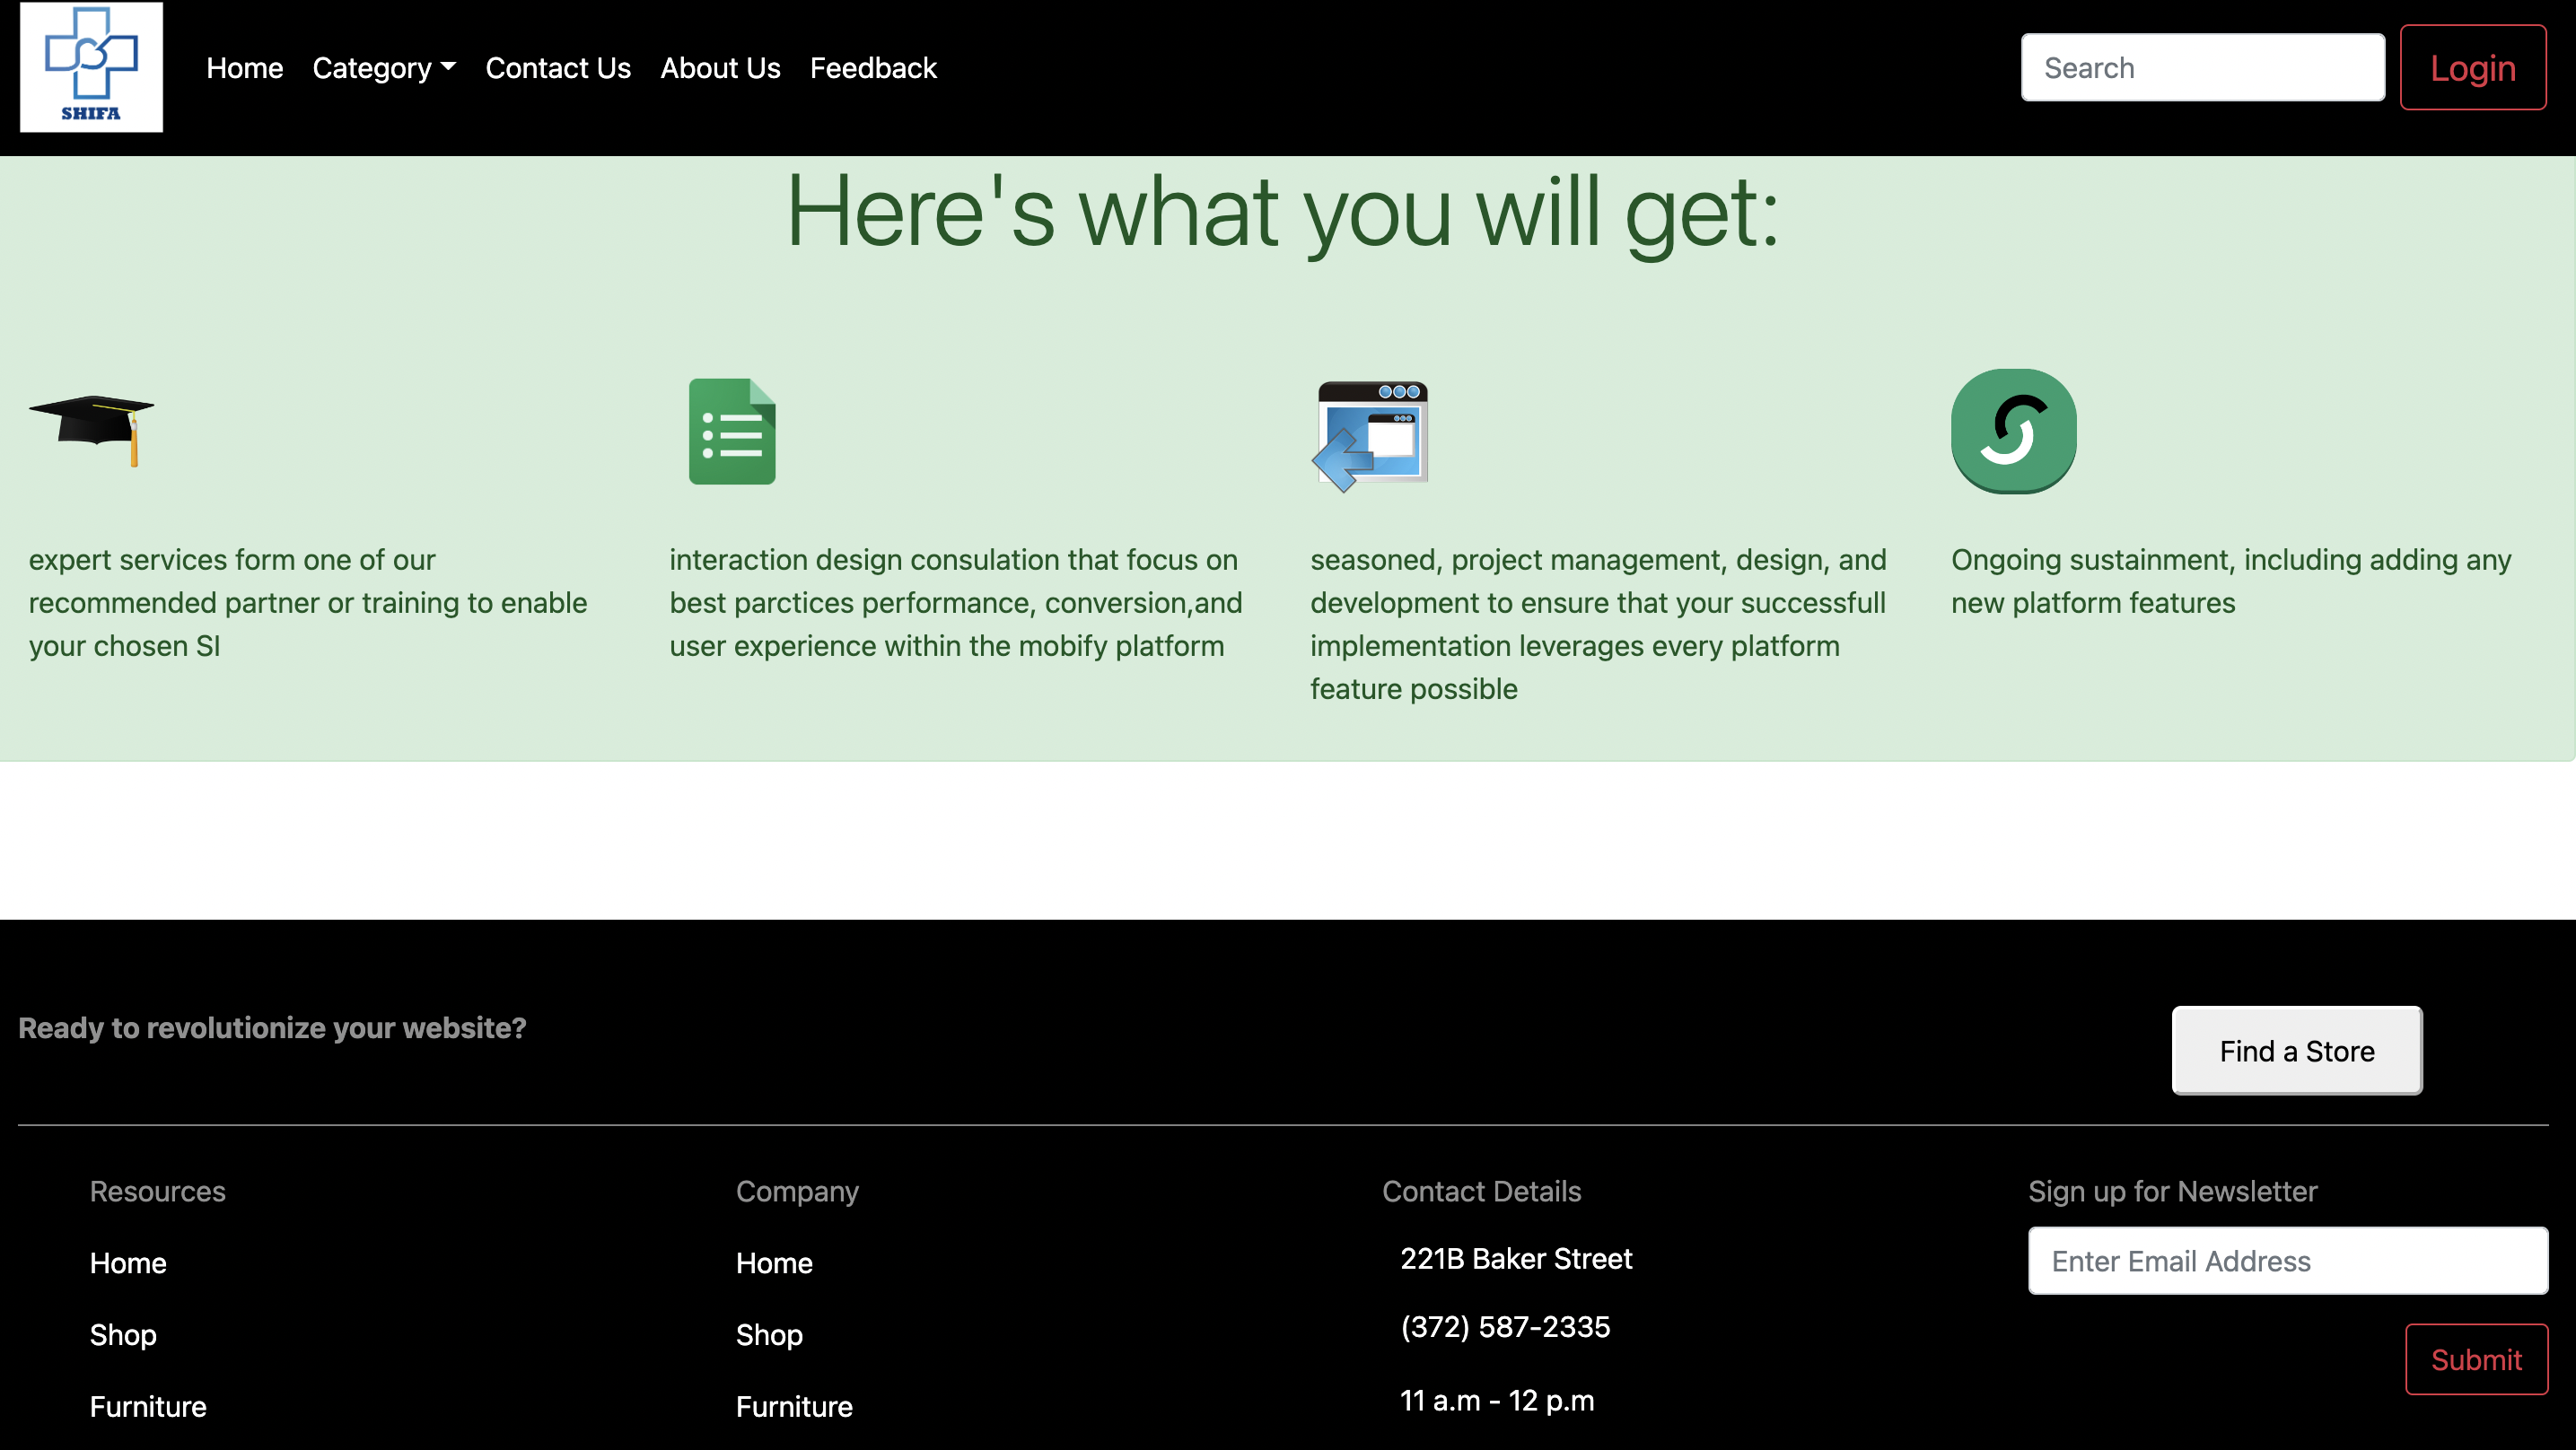 SHIFA
Home Category Contact Us About Us Feedback
Search
Login
Here's what you will get:
expert services form one of our
recommended partner or training to enable
your chosen SI
interaction design consulation that focus on
best parctices performance, conversion,and
user experience within the mobify platform
seasoned, project management, design, and
development to ensure that your successfull
implementation leverages every platform
feature possible
Ongoing sustainment, including adding any
new platform features
Ready to revolutionize your website?
Find a Store
Resources
Home
Shop
Furniture
Company
Home
Shop
Furniture
Contact Details
221B Baker Street
(372) 587-2335
11 a.m - 12 p.m
Sign up for Newsletter
Enter Email Address
Submit